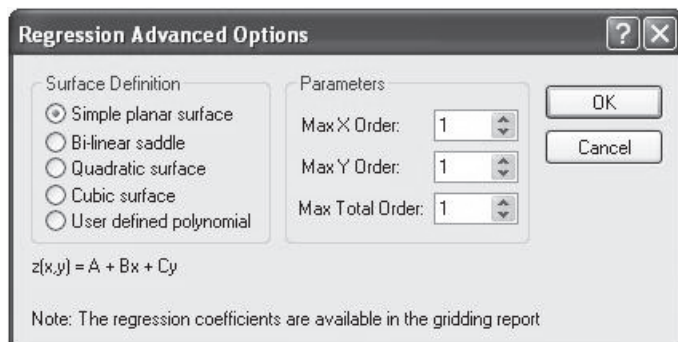 Regression Advanced Options
Surface Definition
Simple planar surface
Bi-linear saddle
Quadratic surface
Cubic surface
User defined polynomial
Parameters
Max X Order: 1
Max Y Order: 1
Max Total Order: 1
OK
Cancel
z(x,y) = A + Bx + Cy
Note: The regression coefficients are available in the gridding report